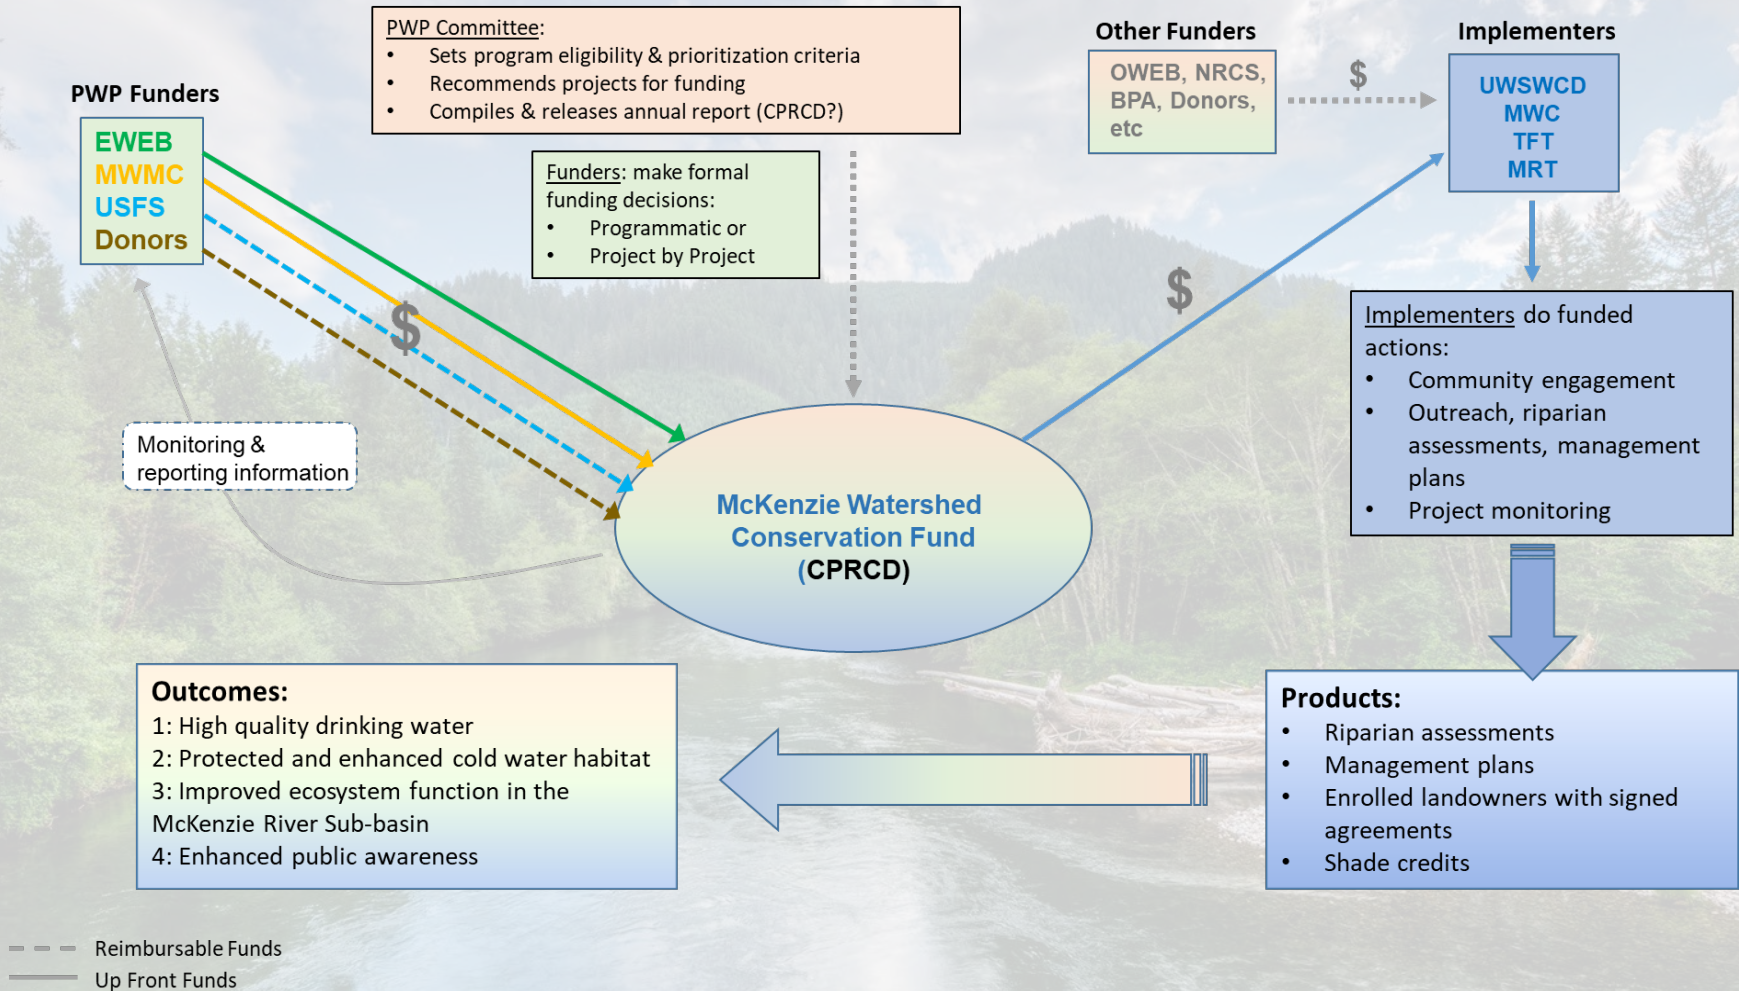 PWP Committee:
• Sets program eligibility & prioritization criteria
• Recommends projects for funding
• Compiles & releases annual report (CPRCD?)
Other Funders
OWEB, NRCS,
BPA, Donors,
etc
$
Implementers
UWSWCD
MWC
TFT
MRT
PWP Funders
EWEB
MWMC
USFS
Donors
Funders: make formal
funding decisions:
• Programmatic or
• Project by Project
$
$
Implementers do funded
actions:
• Community engagement
• Outreach, riparian
assessments, management
plans
• Project monitoring
Monitoring &
reporting information
McKenzie Watershed
Conservation Fund
(CPRCD)
Outcomes:
1: High quality drinking water
2: Protected and enhanced cold water habitat
3: Improved ecosystem function in the
McKenzie River Sub-basin
4: Enhanced public awareness
Products:
• Riparian assessments
• Management plans
• Enrolled landowners with signed
agreements
• Shade credits
Reimbursable Funds
Up Front Funds